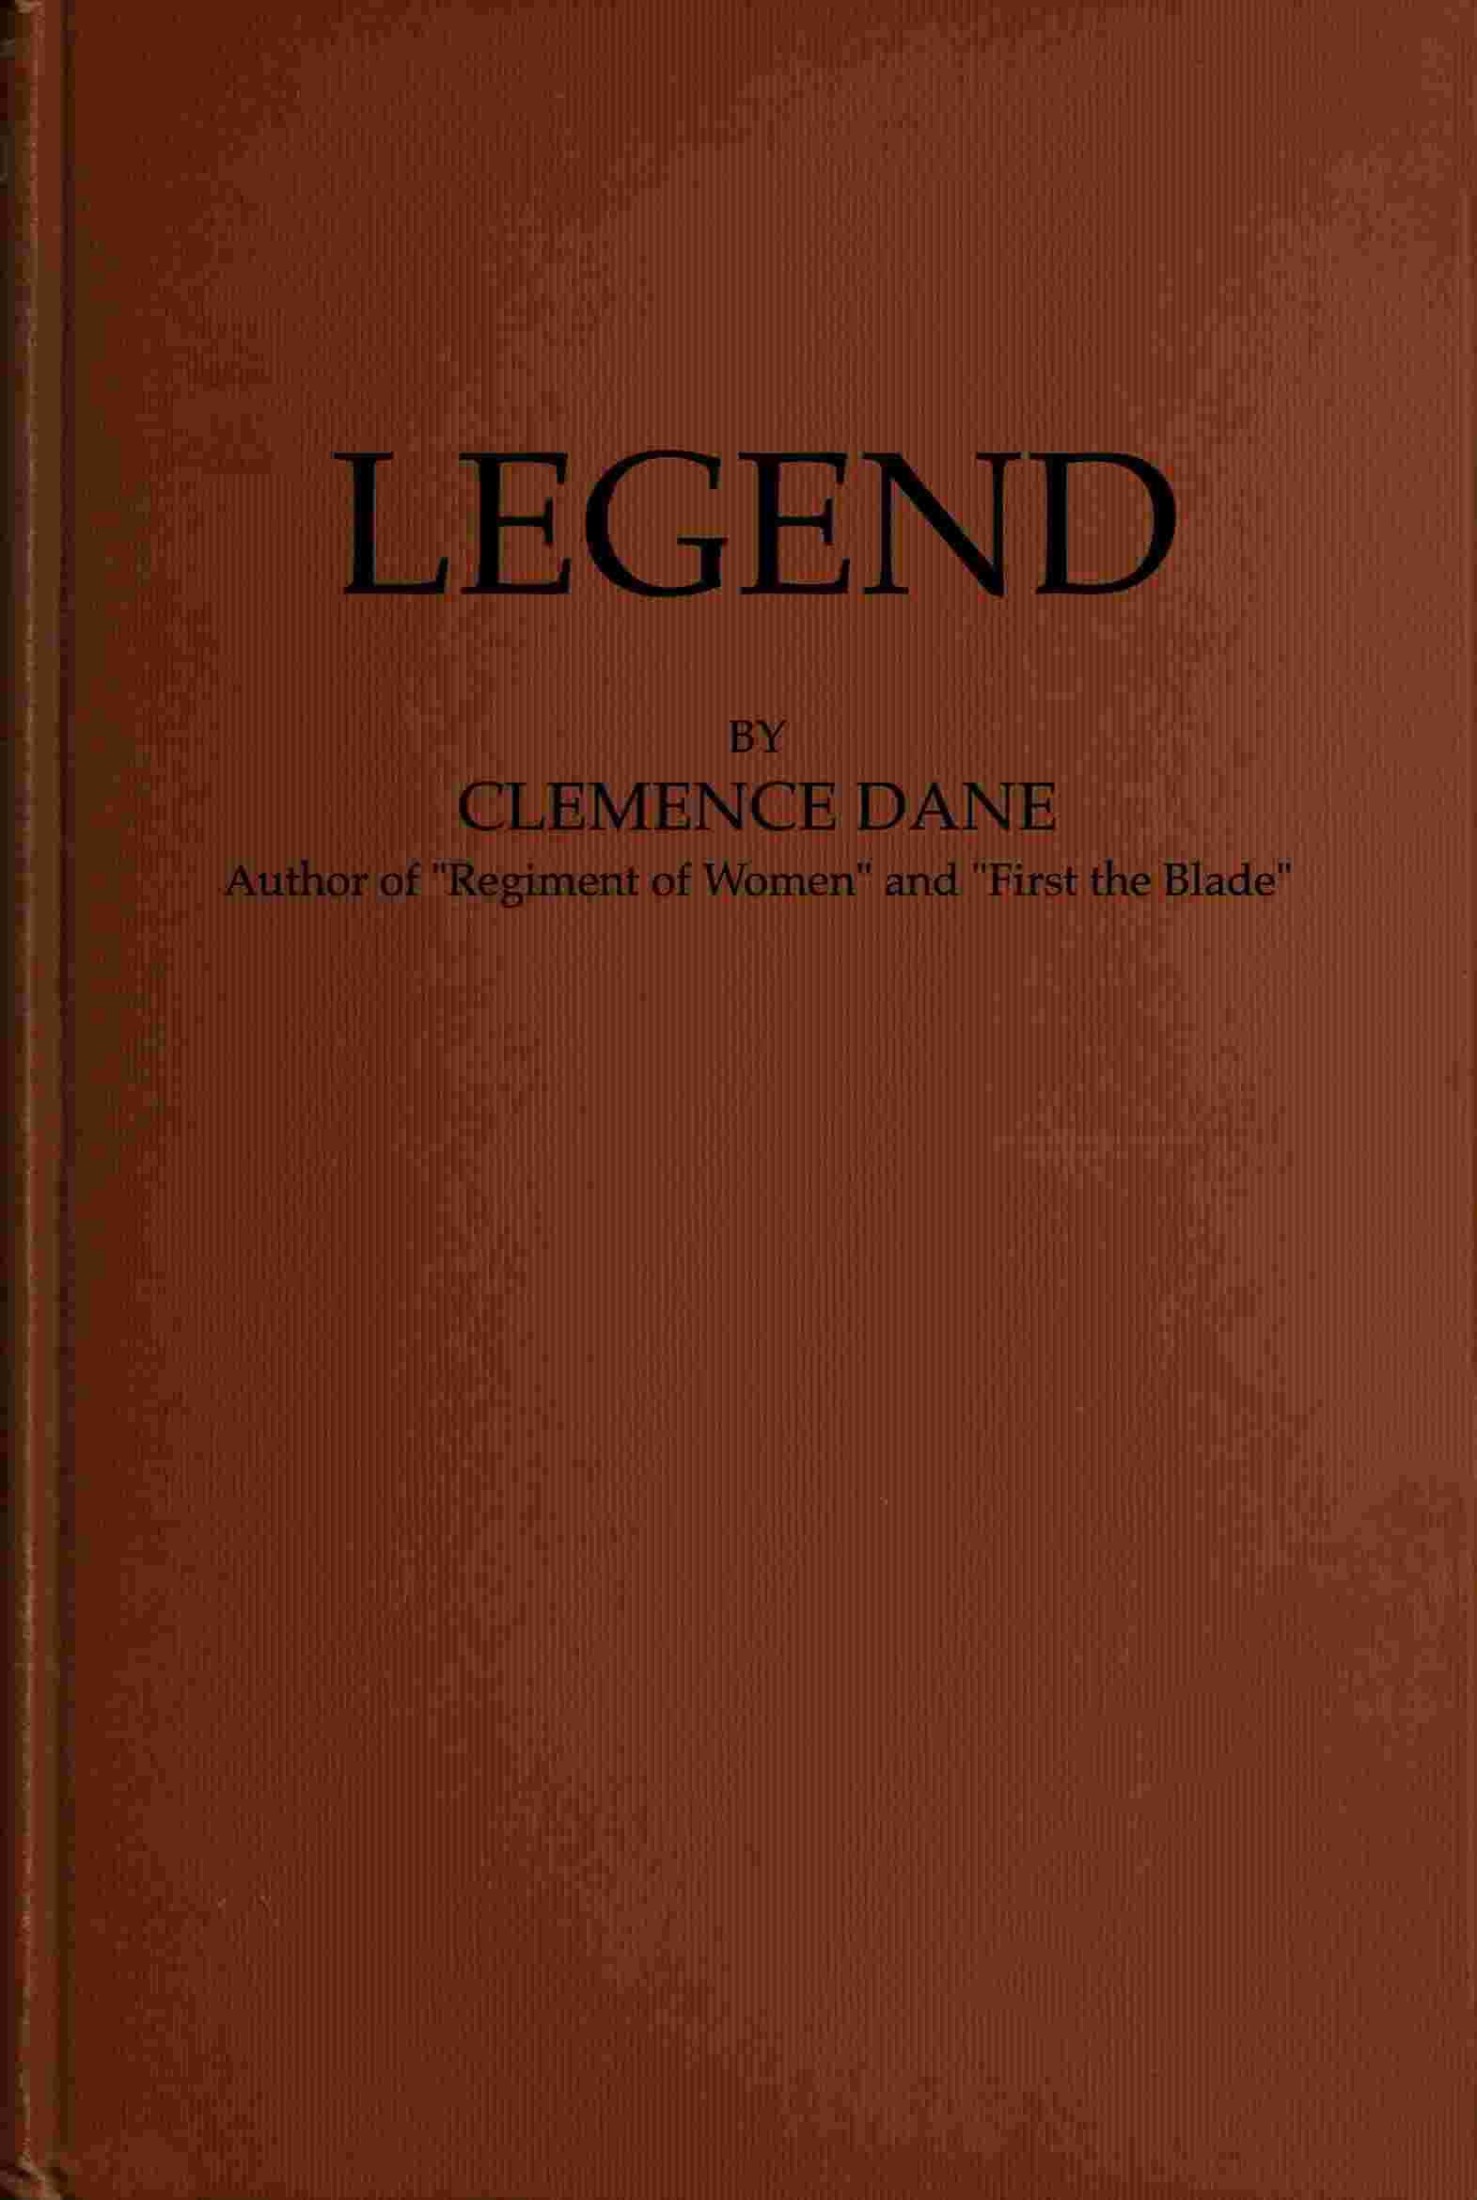 LEGEND
BY
CLEMENCE DANE
Author of "Regiment of Women" and "First the Blade"